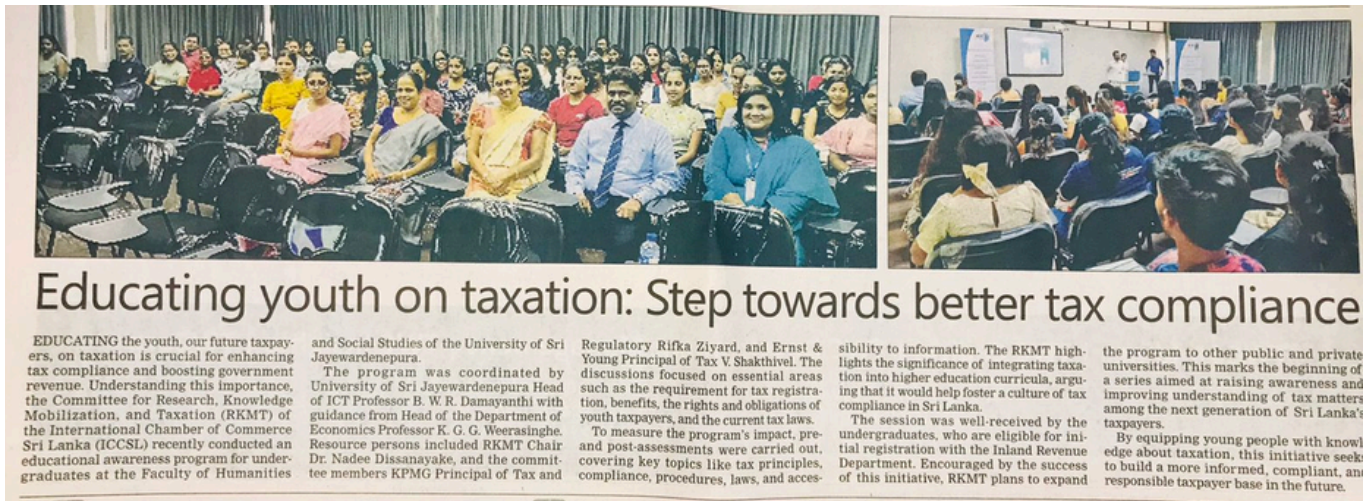 Educating youth on taxation: Step towards better tax compliance
EDUCATING the youth, our future taxpay-
ers, on taxation is crucial for enhancing
tax compliance and boosting government
revenue. Understanding this importance,
the Committee for Research, Knowledge
Mobilization, and Taxation (RKMT) of
the International Chamber of Commerce
Sri Lanka (ICCSL) recently conducted an
educational awareness program for under-
graduates at the Faculty of Humanities
and Social Studies of the University of Sri
Jayewardenepura.
The program was coordinated by
University of Sri Jayewardenepura Head
of ICT Professor B. W. R. Damayanthi with
guidance from Head of the Department of
Economics Professor K. G. G. Weerasinghe.
Resource persons included RKMT Chair
Dr. Nadee Dissanayake, and the commit-
tee members KPMG Principal of Tax and
Regulatory Rifka Ziyard, and Ernst &
Young Principal of Tax V. Shakthivel. The
discussions focused on essential areas
such as the requirement for tax registra-
tion, benefits, the rights and obligations of
youth taxpayers, and the current tax laws.
To measure the program's impact, pre-
and post-assessments were carried out,
covering key topics like tax principles,
compliance, procedures, laws, and acces-
sibility to information. The RKMT high-
lights the significance of integrating taxa-
tion into higher education curricula, argu-
ing that it would help foster a culture of tax
compliance in Sri Lanka.
The session was well-received by the
undergraduates, who are eligible for ini-
tial registration with the Inland Revenue
Department. Encouraged by the success
of this initiative, RKMT plans to expand
the program to other public and private
universities. This marks the beginning of
a series aimed at raising awareness and
improving understanding of tax matters
among the next generation of Sri Lanka's
taxpayers.
By equipping young people with knowl
edge about taxation, this initiative seeks
to build a more informed, compliant, and
responsible taxpayer base in the future.